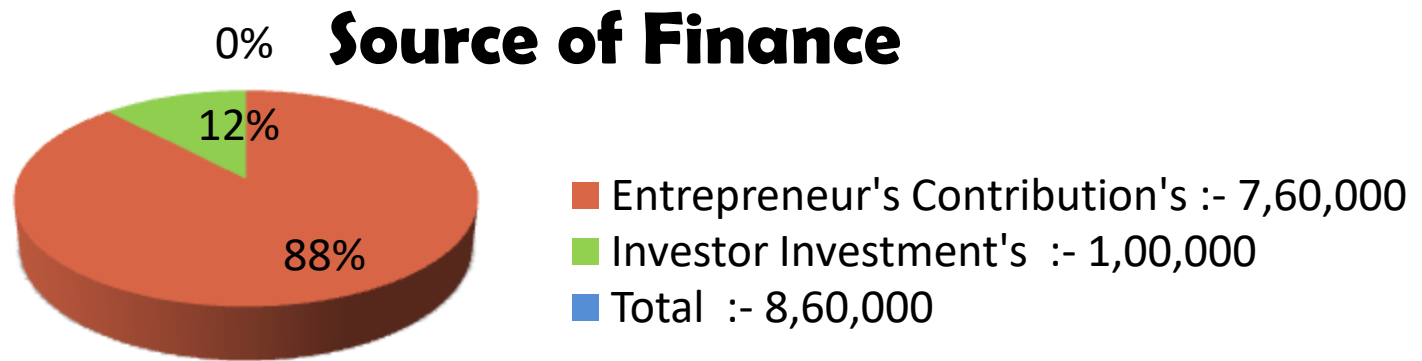 Source of Finance
0%
12%
88%
Entrepreneur's Contribution's :- 7,60,000
Investor Investment's :- 1,00,000
Total :- 8,60,000